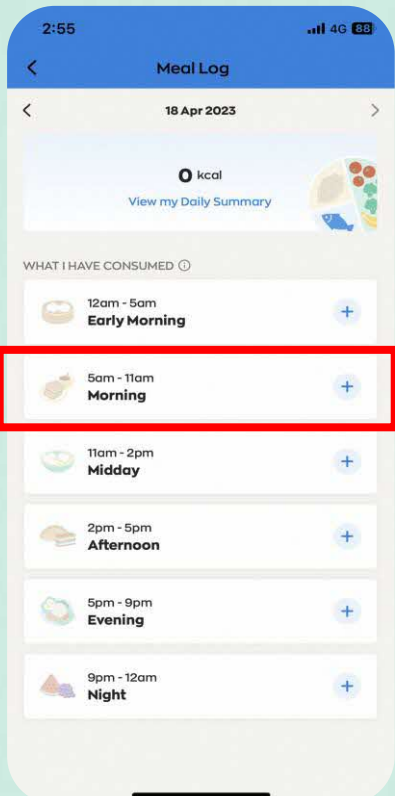 2:55 4G 88
Meal Log
18 Apr 2023
0 kcal
View my Daily Summary
WHAT I HAVE CONSUMED
12am - 5am
Early Morning
5am - 11am
Morning
11am - 2pm
Midday
2pm - 5pm
Afternoon
5pm - 9pm
Evening
9pm - 12am
Night